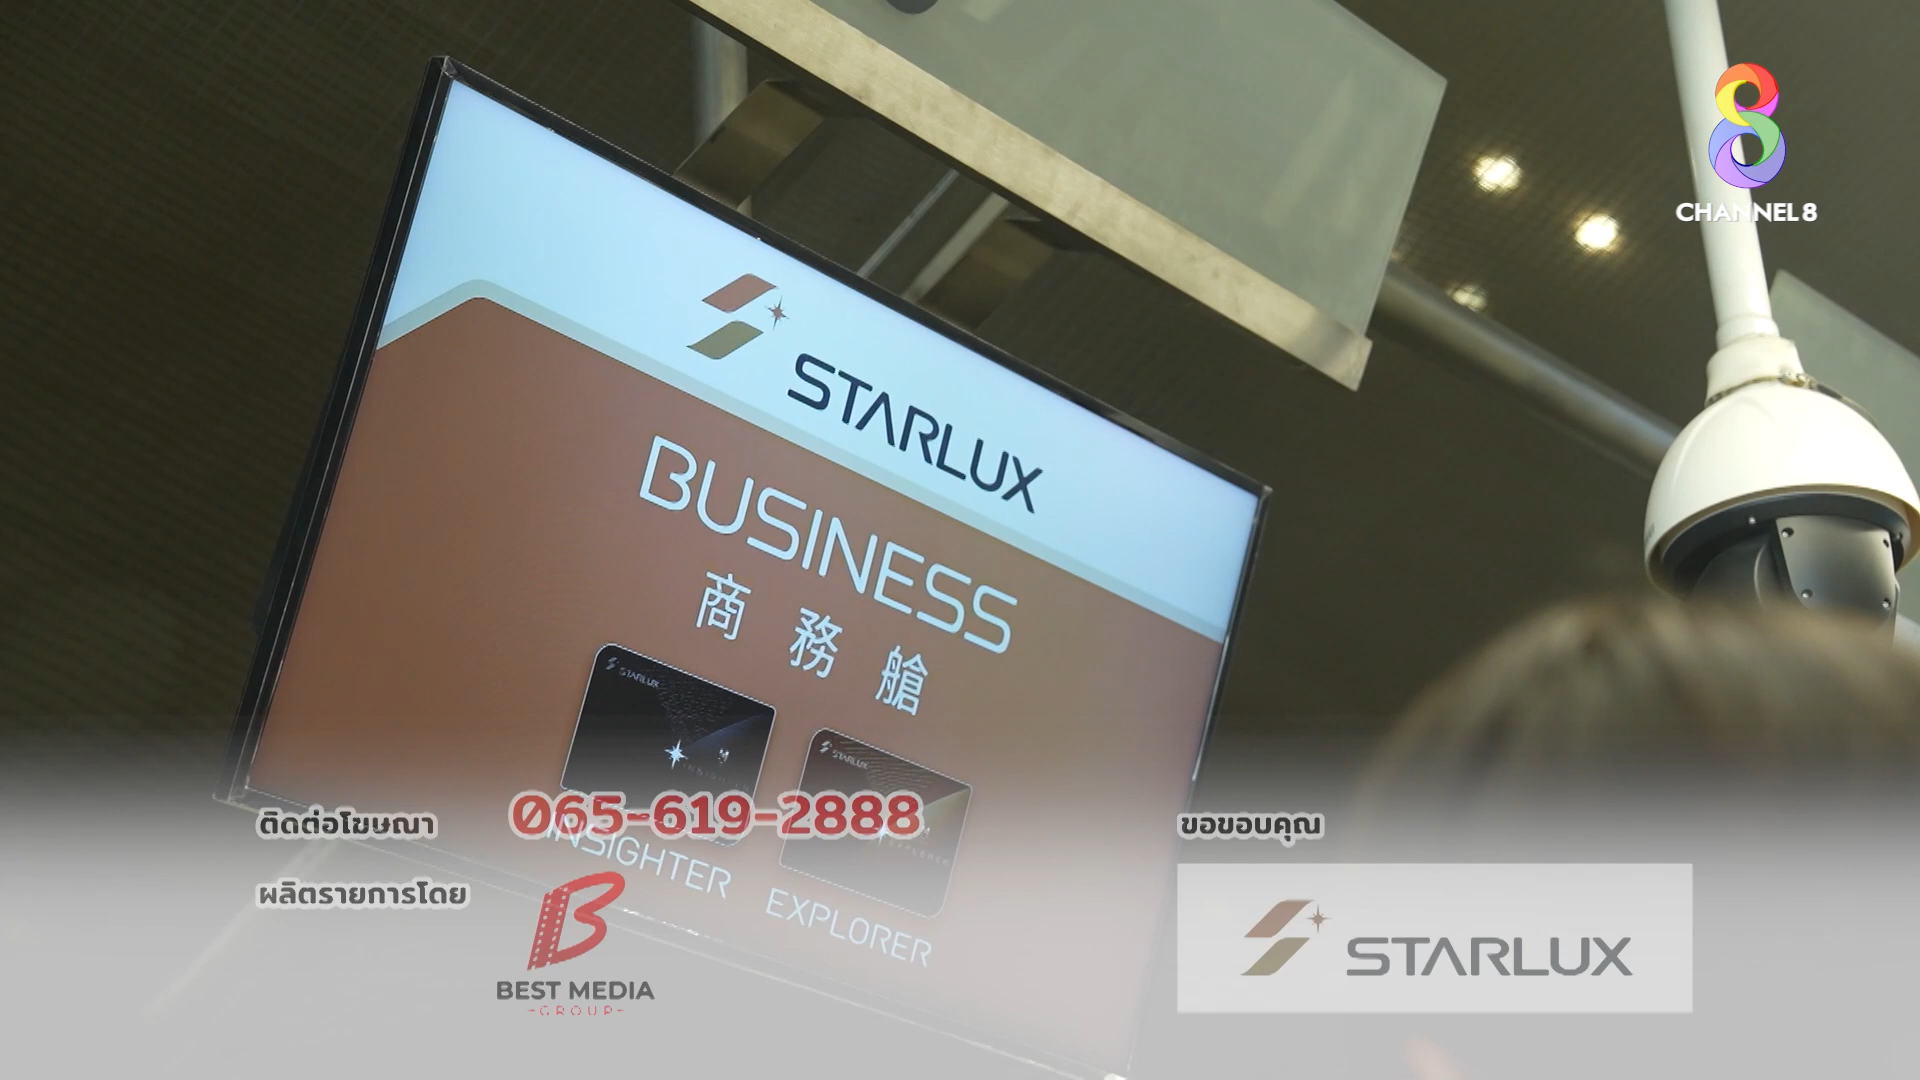 CHANNEL 8
STARLUX
BUSINESS
商務艙
STARLUX
STARLUX
INSIGHTER
EXPLORER
EXPLORER
ติดต่อโฆษณา
065-619-2888
ขอขอบคุณ
ผลิตรายการโดย
BEST MEDIA
-GROUP-
STARLUX